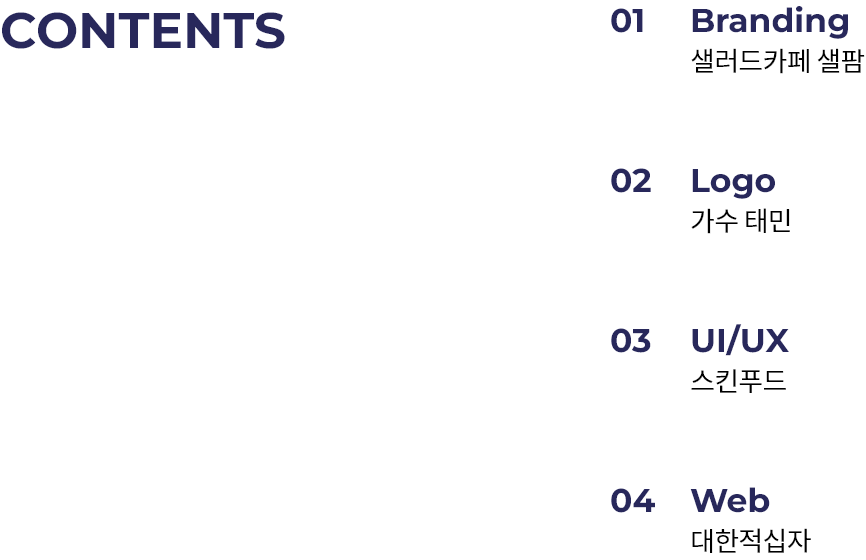 CONTENTS
01 Branding
샐러드카페 샐팜
02 Logo
가수 태민
03 UI/UX
스킨푸드
04 Web
대한적십자